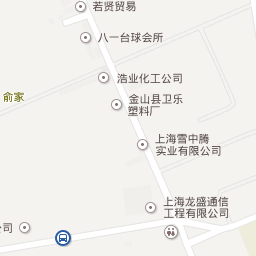 若贤贸易
八一台球会所
浩业化工公司
俞家
金山县卫乐
塑料厂
上海雪中腾
实业有限公司
上海龙盛通信
工程有限公司
公司